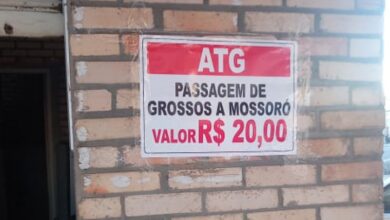 ATG
PASSAGEM DE
GROSSOS A MOSSORÓ
VALOR R$ 20,00